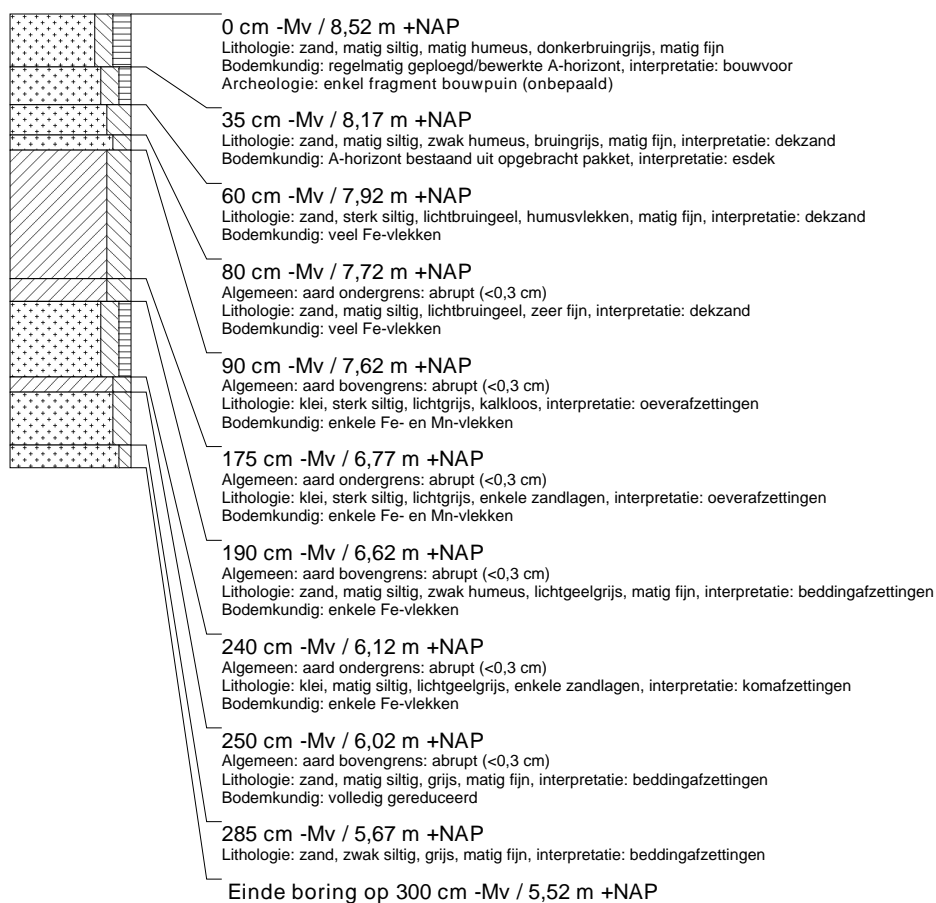 0 cm -Mv / 8,52 m +NAP
Lithologie: zand, matig siltig, matig humeus, donkerbruingrijs, matig fijn
Bodemkundig: regelmatig geploegd/bewerkte A-horizont, interpretatie: bouwvoor
Archeologie: enkel fragment bouwpuin (onbepaald)
35 cm -Mv / 8,17 m +NAP
Lithologie: zand, matig siltig, zwak humeus, bruingrijs, matig fijn, interpretatie: dekzand
Bodemkundig: A-horizont bestaand uit opgebracht pakket, interpretatie: esdek
60 cm -Mv / 7,92 m +NAP
Lithologie: zand, sterk siltig, lichtbruingeel, humusvlekken, matig fijn, interpretatie: dekzand
Bodemkundig: veel Fe-vlekken
80 cm -Mv / 7,72 m +NAP
Algemeen: aard ondergrens: abrupt (<0,3 cm)
Lithologie: zand, matig siltig, lichtbruingeel, zeer fijn, interpretatie: dekzand
Bodemkundig: veel Fe-vlekken
90 cm -Mv / 7,62 m +NAP
Algemeen: aard bovengrens: abrupt (<0,3 cm)
Lithologie: klei, sterk siltig, lichtgrijs, kalkloos, interpretatie: oeverafzettingen
Bodemkundig: enkele Fe- en Mn-vlekken
175 cm -Mv / 6,77 m +NAP
Algemeen: aard ondergrens: abrupt (<0,3 cm)
Lithologie: klei, sterk siltig, lichtgrijs, enkele zandlagen, interpretatie: oeverafzettingen
Bodemkundig: enkele Fe- en Mn-vlekken
190 cm -Mv / 6,62 m +NAP
Algemeen: aard bovengrens: abrupt (<0,3 cm)
Lithologie: zand, matig siltig, zwak humeus, lichtgeelgrijs, matig fijn, interpretatie: beddingafzettingen
Bodemkundig: enkele Fe-vlekken
240 cm -Mv / 6,12 m +NAP
Algemeen: aard ondergrens: abrupt (<0,3 cm)
Lithologie: klei, matig siltig, lichtgeelgrijs, enkele zandlagen, interpretatie: komafzettingen
Bodemkundig: enkele Fe-vlekken
250 cm -Mv / 6,02 m +NAP
Algemeen: aard bovengrens: abrupt (<0,3 cm)
Lithologie: zand, matig siltig, grijs, matig fijn, interpretatie: beddingafzettingen
Bodemkundig: volledig gereduceerd
285 cm -Mv / 5,67 m +NAP
Lithologie: zand, zwak siltig, grijs, matig fijn, interpretatie: beddingafzettingen
Einde boring op 300 cm -Mv / 5,52 m +NAP